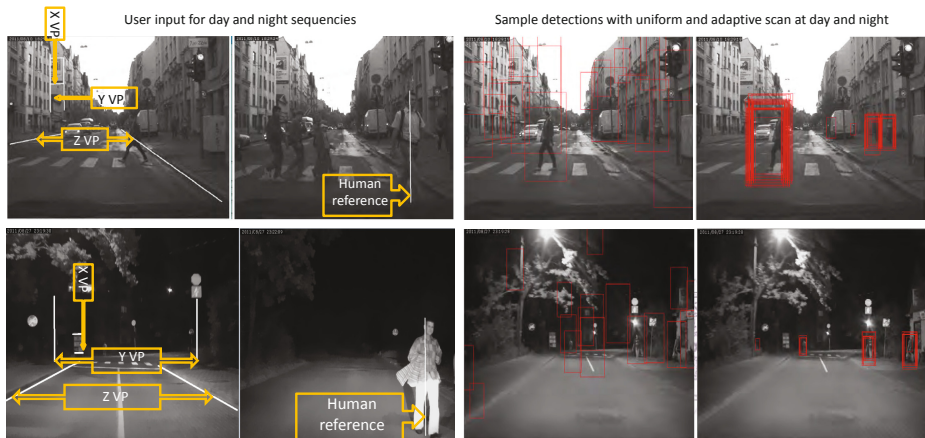 User input for day and night sequencies
Sample detections with uniform and adaptive scan at day and night
X VP
Y VP
Z VP
Human
reference
X VP
Y VP
Z VP
Human
reference